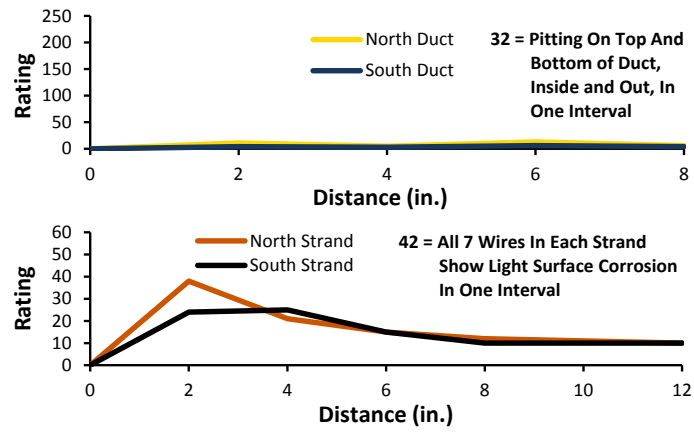 250
200
150
100
50
0
Rating
North Duct
South Duct
32 = Pitting On Top And
Bottom of Duct,
Inside and Out, In
One Interval
0 2 4 6 8
Distance (in.)
60
50
40
30
20
10
0
Rating
North Strand
South Strand
42 = All 7 Wires In Each Strand
Show Light Surface Corrosion
In One Interval
0 2 4 6 8 10 12
Distance (in.)